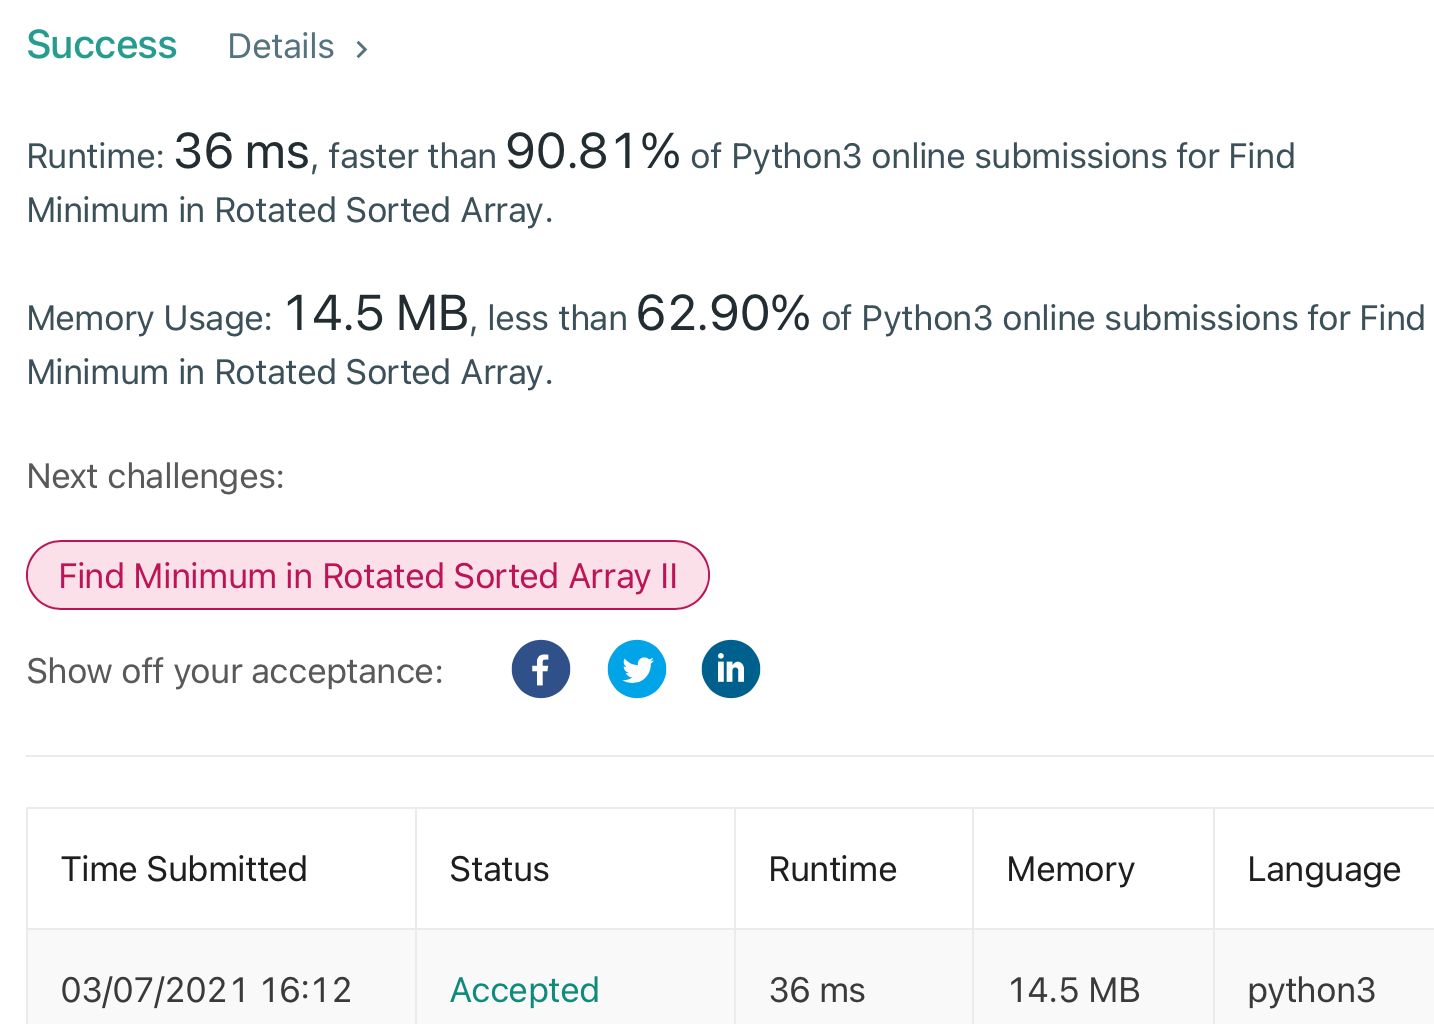 Success Details >
Runtime: 36 ms, faster than 90.81% of Python3 online submissions for Find
Minimum in Rotated Sorted Array.
Memory Usage: 14.5 MB, less than 62.90% of Python3 online submissions for Find
Minimum in Rotated Sorted Array.
Next challenges:
Find Minimum in Rotated Sorted Array II
Show off your acceptance: f in
Time Submitted Status Runtime Memory Language
03/07/2021 16:12 Accepted 36 ms 14.5 MB python3